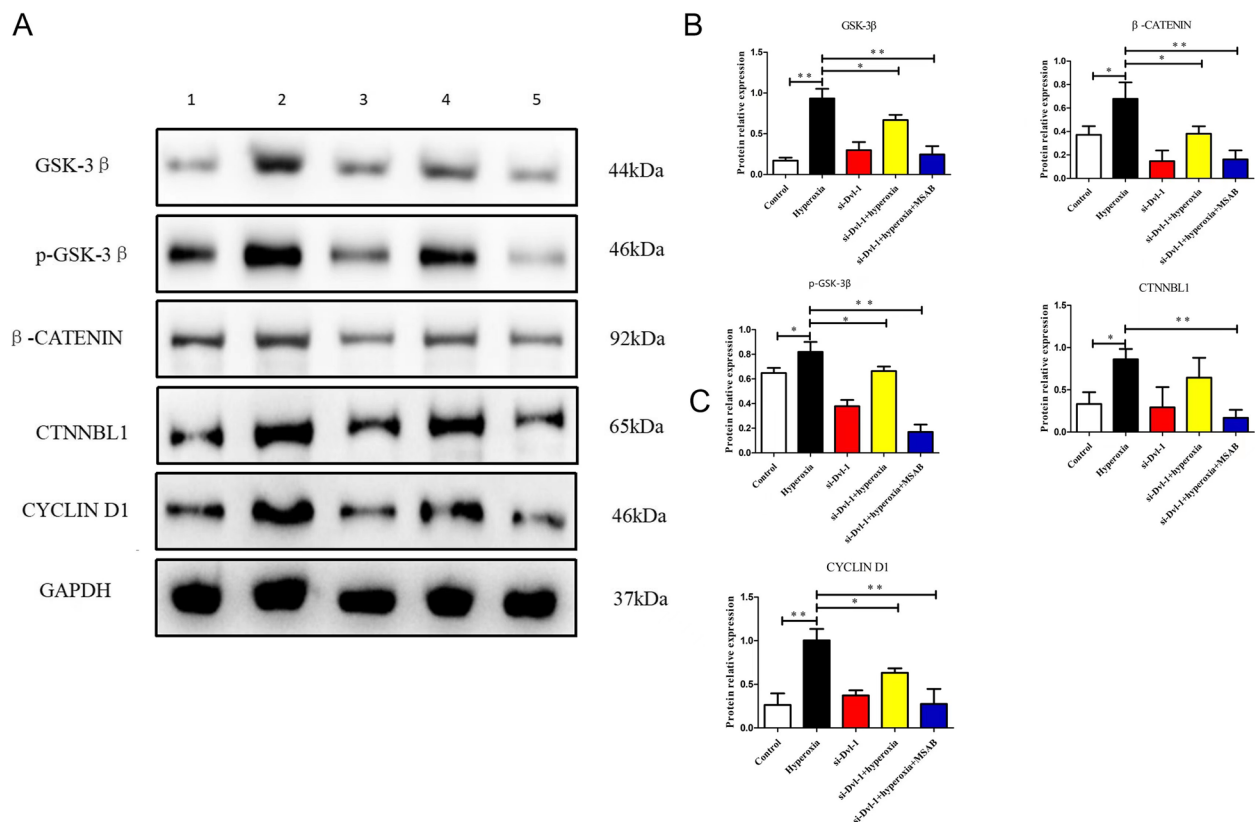 A
1 2 3 4 5
GSK-3β 44kDa
p-GSK-3β 46kDa
β-CATENIN 92kDa
CTNNBL1 65kDa
CYCLIN D1 46kDa
GAPDH 37kDa
B
GSK-3β
Protein relative expression
1.5
1.0
0.5
0.0
** * **
Control Hyperoxia si-Dvl-1 si-Dvl-1+hyperoxia si-Dvl-1+hyperoxia+MSAB
β-CATENIN
Protein relative expression
1.0
0.8
0.6
0.4
0.2
0.0
* * **
Control Hyperoxia si-Dvl-1 si-Dvl-1+hyperoxia si-Dvl-1+hyperoxia+MSAB
C
p-GSK-3β
Protein relative expression
1.0
0.8
0.6
0.4
0.2
0.0
* * **
Control Hyperoxia si-Dvl-1 si-Dvl-1+hyperoxia si-Dvl-1+hyperoxia+MSAB
CTNNBL1
Protein relative expression
1.5
1.0
0.5
0.0
* **
Control Hyperoxia si-Dvl-1 si-Dvl-1+hyperoxia si-Dvl-1+hyperoxia+MSAB
CYCLIN D1
Protein relative expression
1.5
1.0
0.5
0.0
** * **
Control Hyperoxia si-Dvl-1 si-Dvl-1+hyperoxia si-Dvl-1+hyperoxia+MSAB